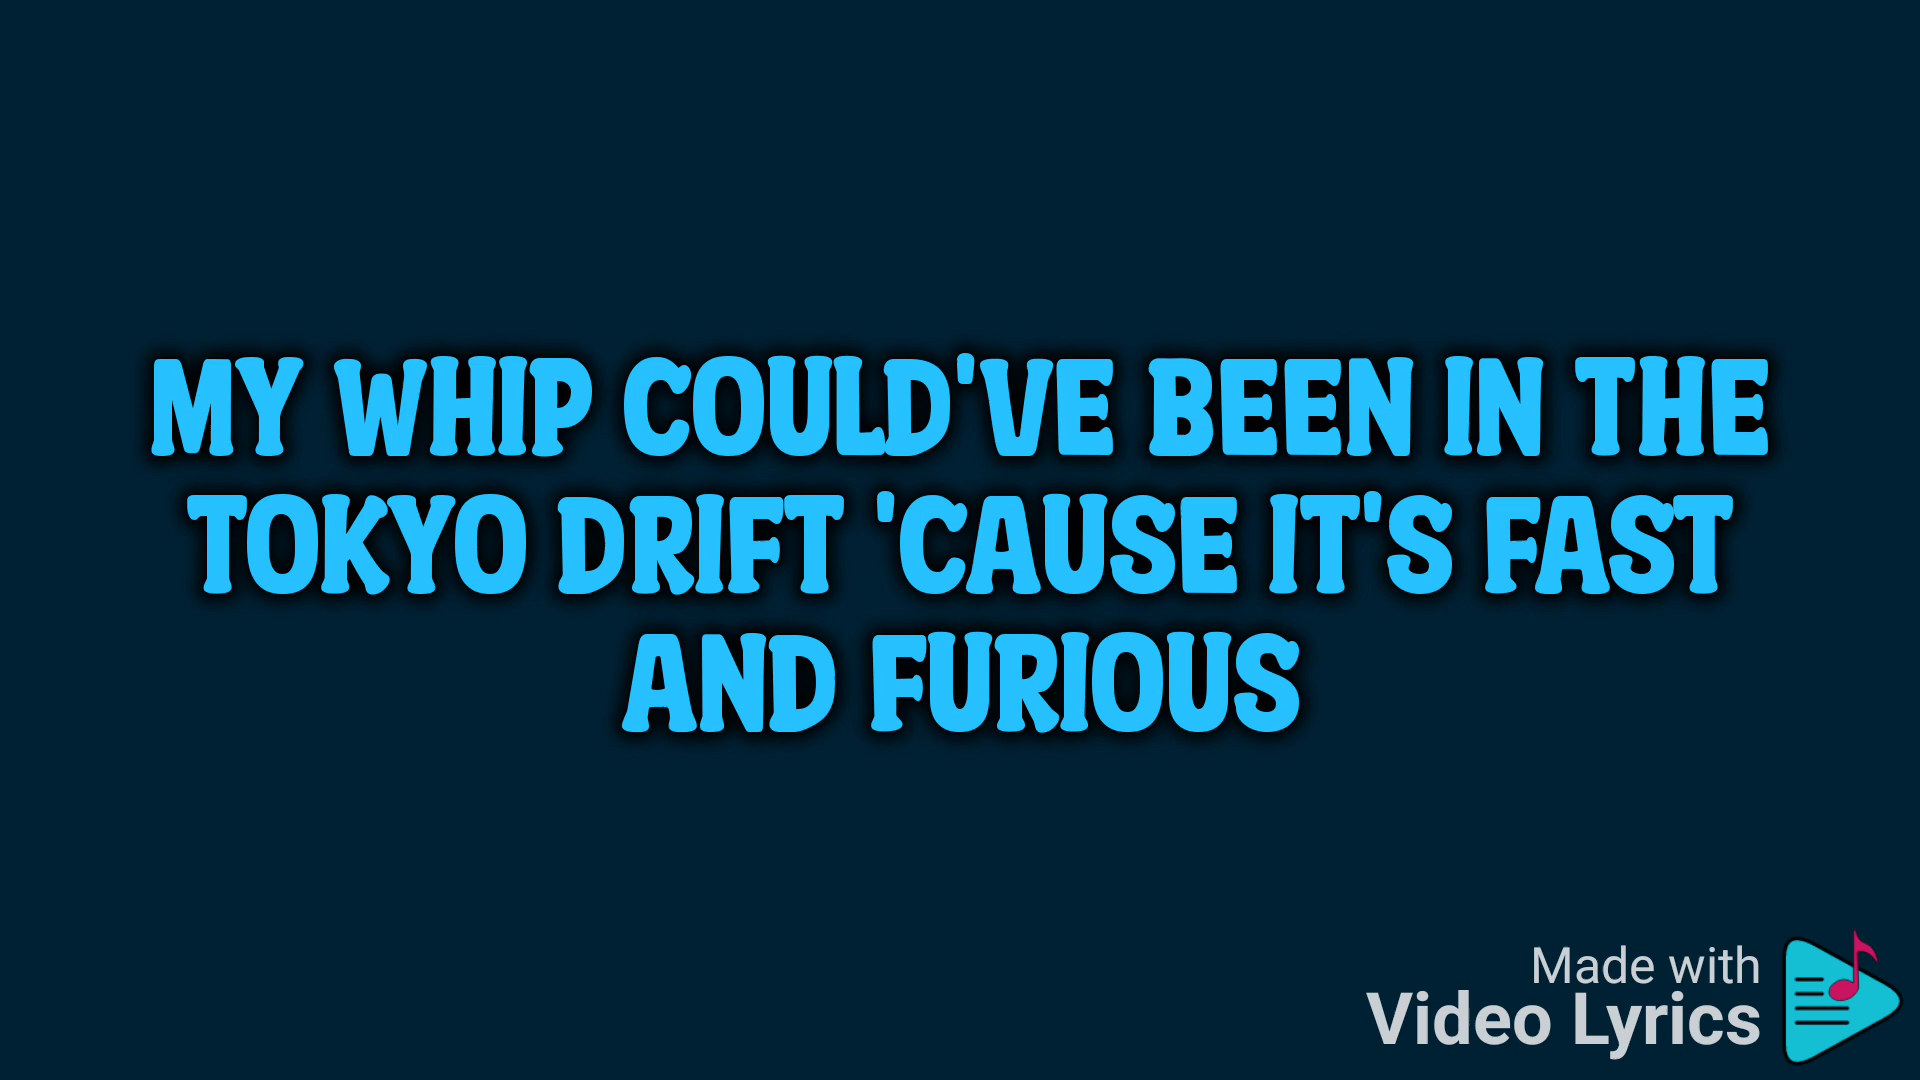 MY WHIP COULD'VE BEEN IN THE
TOKYO DRIFT 'CAUSE IT'S FAST
AND FURIOUS
Made with
Video Lyrics